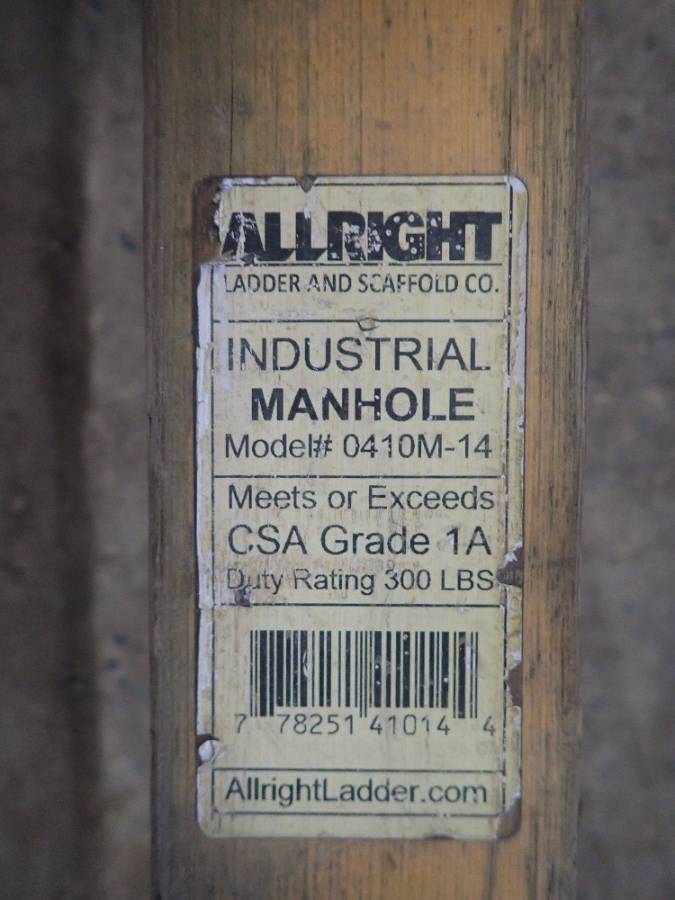 ALLRIGHT
LADDER AND SCAFFOLD CO.
INDUSTRIAL
MANHOLE
Model# 0410M-14
Meets or Exceeds
CSA Grade 1A
Duty Rating 300 LBS
7 78251 41014 4
AllrightLadder.com